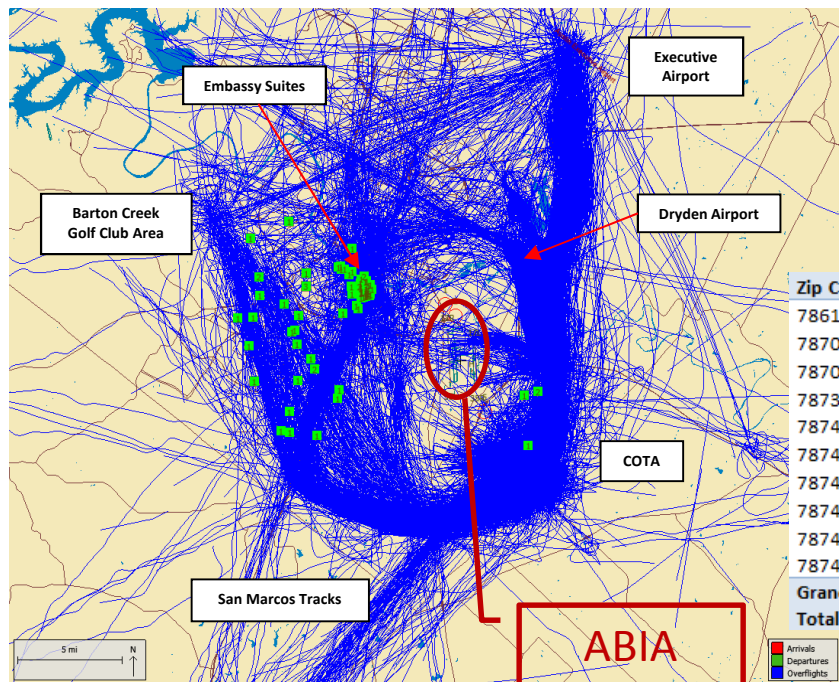 Executive
Airport
Embassy Suites
Barton Creek
Golf Club Area
Dryden Airport
Zip C
7861
7870
7870
7873
7874
7874
7874
7874
7874
7874
Grand
Total
COTA
San Marcos Tracks
ABIA
5 mi
N
Arrivals
Departures
Overflights